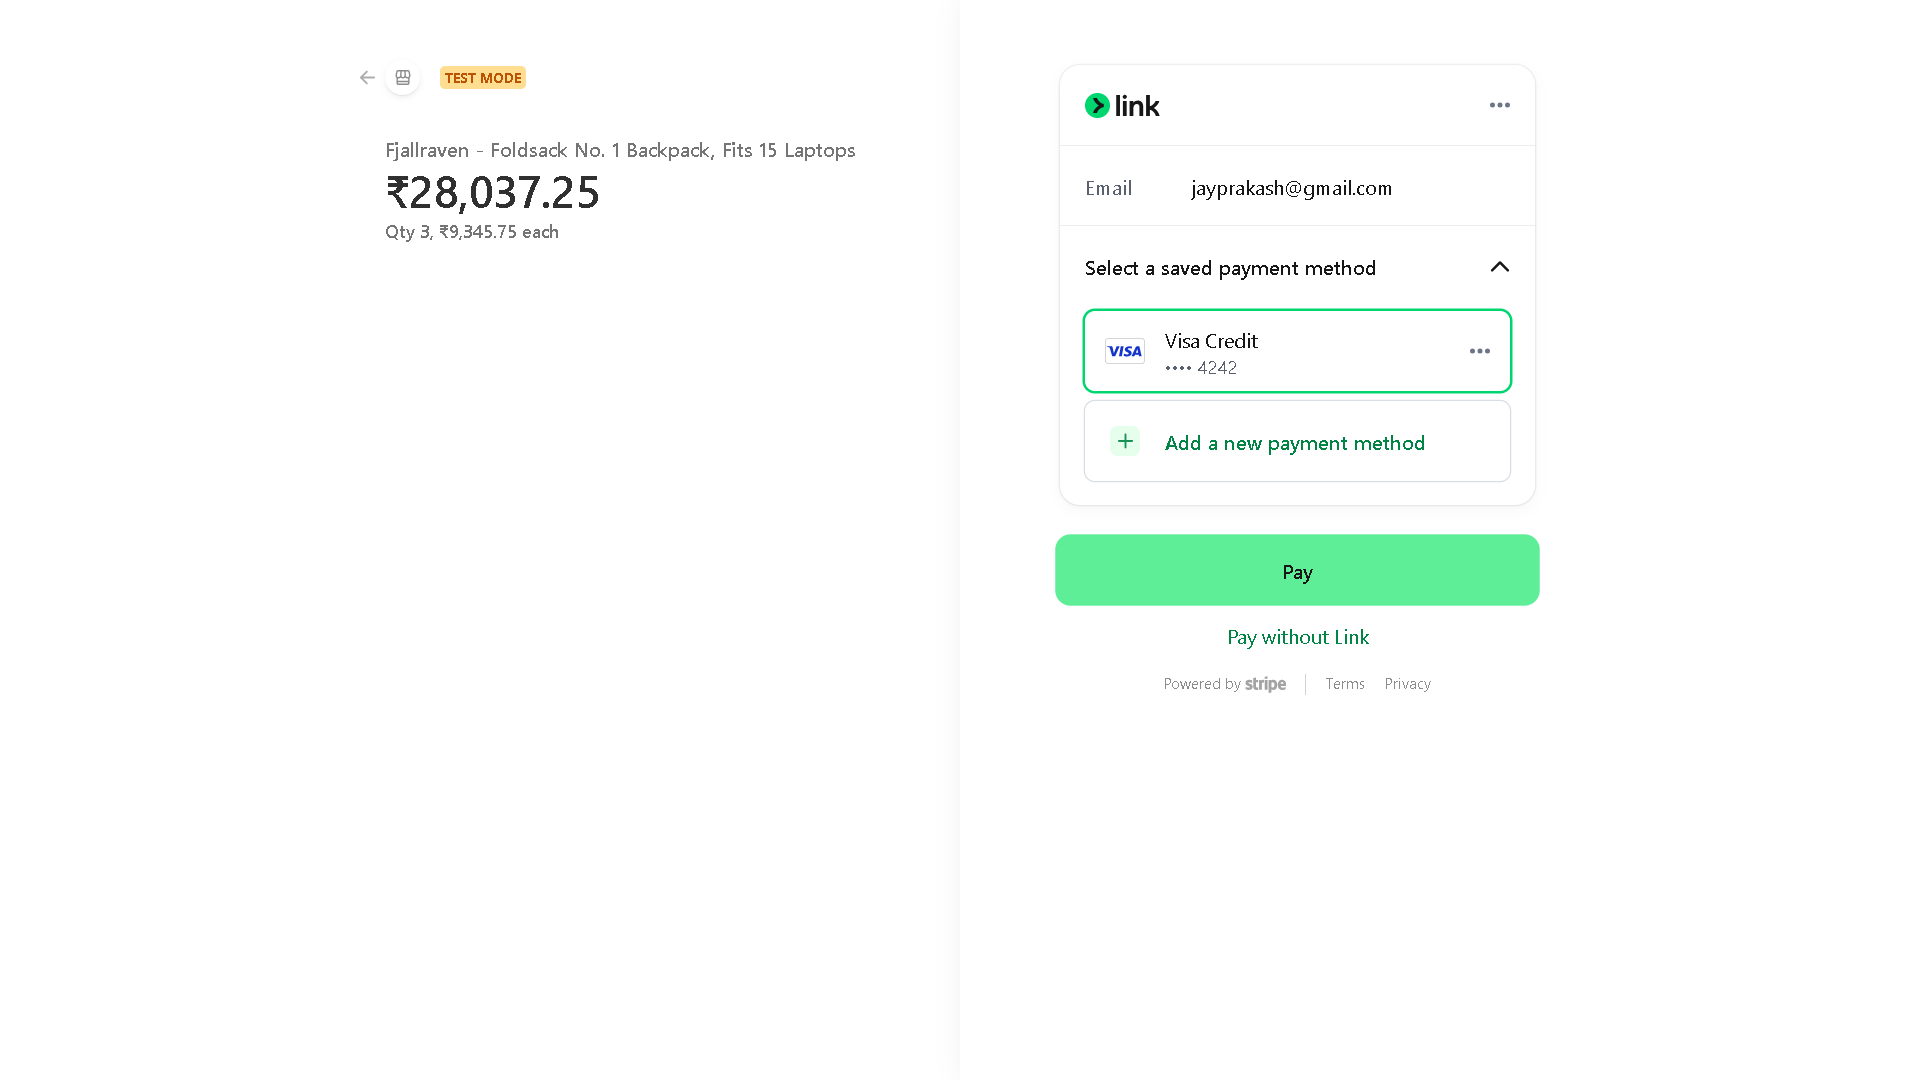 TEST MODE
Fjallraven - Foldsack No. 1 Backpack, Fits 15 Laptops
₹28,037.25
Qty 3, ₹9,345.75 each
link
Email jayprakash@gmail.com
Select a saved payment method
VISA
Visa Credit
•••• 4242
Add a new payment method
Pay
Pay without Link
Powered by stripe
Terms
Privacy